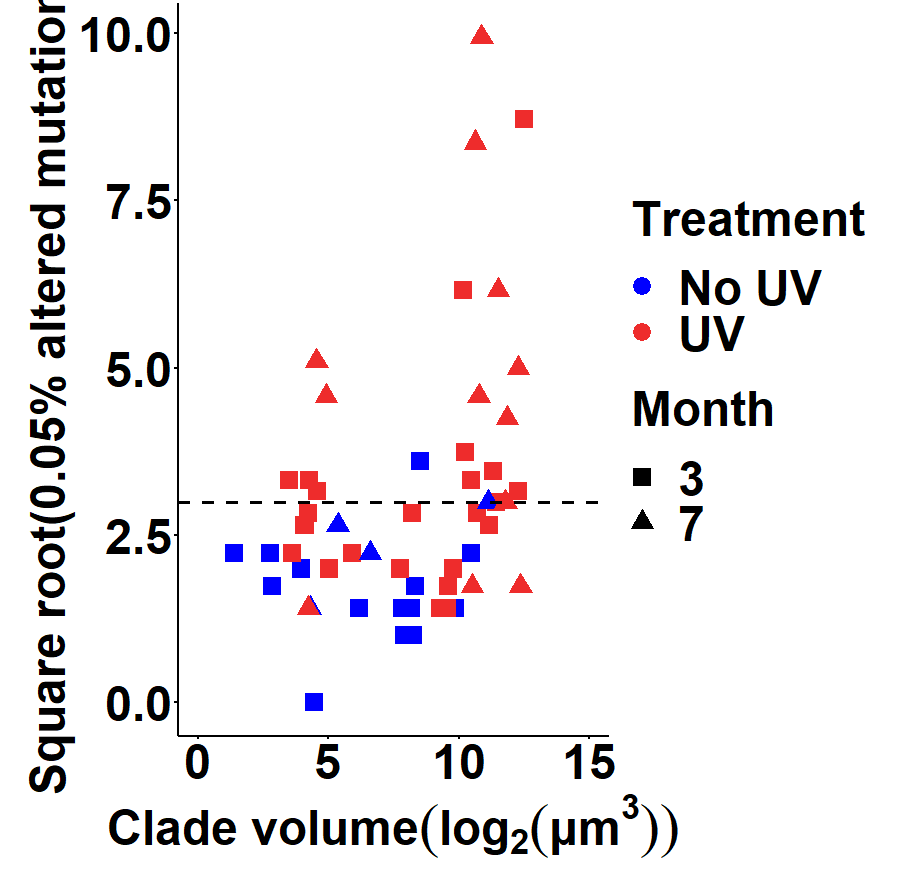 Square root(0.05% altered mutation
10.0
7.5
5.0
2.5
0.0
0 5 10 15
Clade volume(log₂(µm³))
Treatment
No UV
UV
Month
3
7